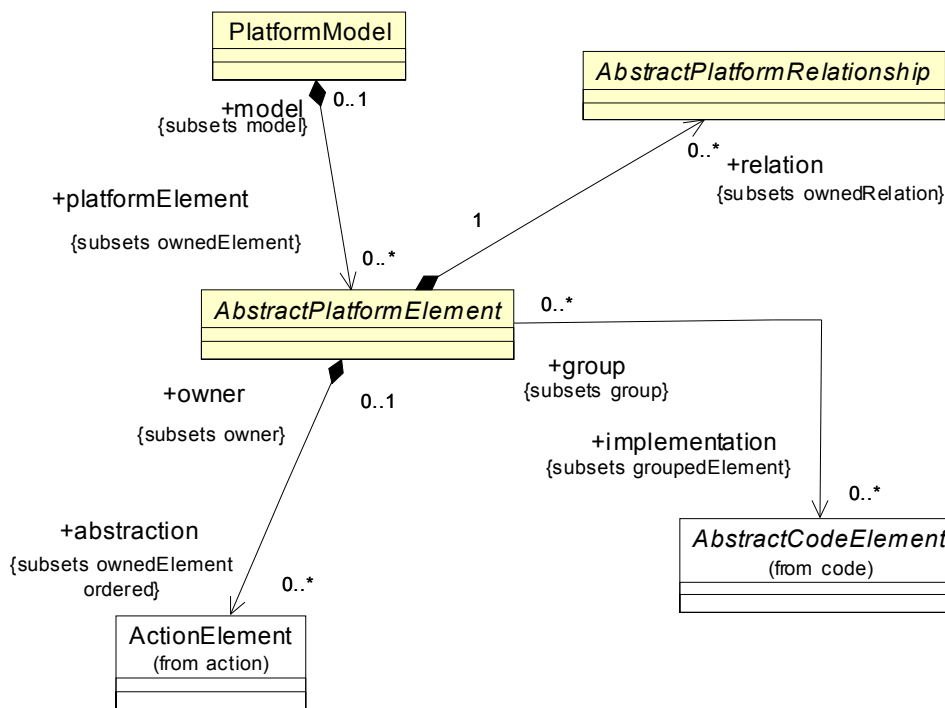 PlatformModel
AbstractPlatformRelationship
+model
0..1
{subsets model}
0..*
+relation
{subsets ownedRelation}
+platformElement
{subsets ownedElement}
1
0..*
AbstractPlatformElement
0..*
+group
{subsets group}
+owner
0..1
{subsets owner}
+implementation
{subsets groupedElement}
0..*
+abstraction
{subsets ownedElement
ordered}
0..*
AbstractCodeElement
(from code)
ActionElement
(from action)